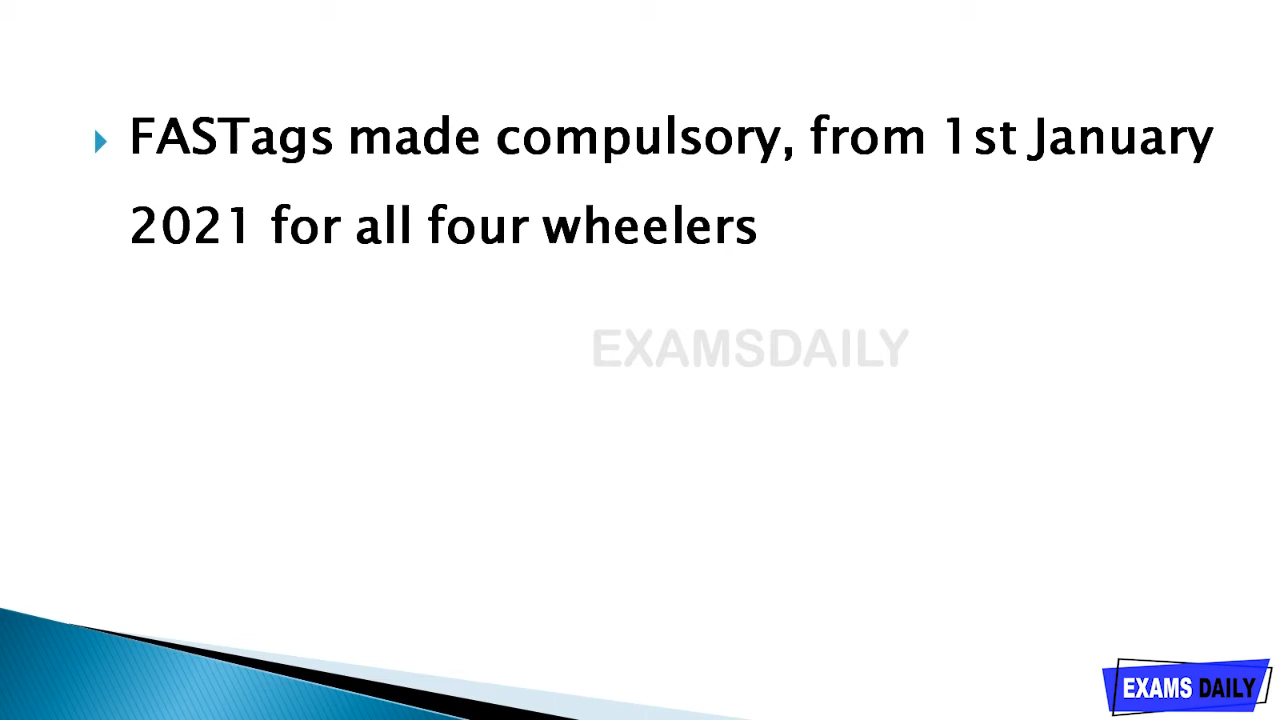 FASTags made compulsory, from 1st January
2021 for all four wheelers
EXAMSDAILY
EXAMS DAILY